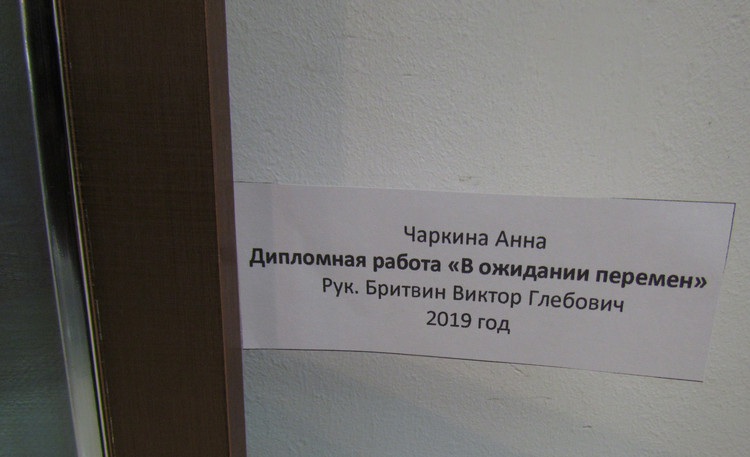 Чаркина Анна
Дипломная работа «В ожидании перемен»
Рук. Бритвин Виктор Глебович
2019 год